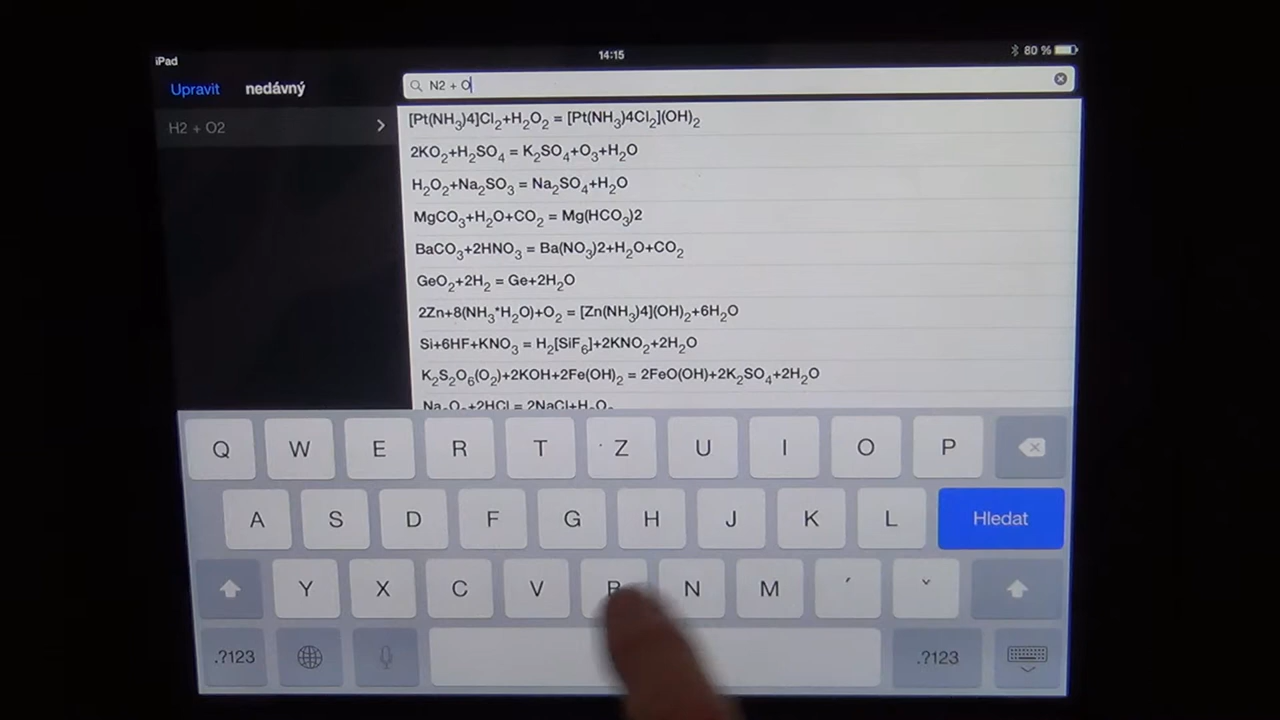 iPad 14:15 80 %
Upravit nedávný N2 + O
H2 + O2
[Pt(NH₃)4]Cl₂+H₂O₂ = [Pt(NH₃)4Cl₂](OH)₂
2KO₂+H₂SO₄ = K₂SO₄+O₃+H₂O
H₂O₂+Na₂SO₃ = Na₂SO₄+H₂O
MgCO₃+H₂O+CO₂ = Mg(HCO₃)2
BaCO₃+2HNO₃ = Ba(NO₃)2+H₂O+CO₂
GeO₂+2H₂ = Ge+2H₂O
2Zn+8(NH₃*H₂O)+O₂ = [Zn(NH₃)4](OH)₂+6H₂O
Si+6HF+KNO₃ = H₂[SiF₆]+2KNO₂+2H₂O
K₂S₂O₆(O₂)+2KOH+2Fe(OH)₂ = 2FeO(OH)+2K₂SO₄+2H₂O
Na₂O₂+2HCl = 2NaCl+H₂O₂
Q W E R T Z U I O P
A S D F G H J K L Hledat
Y X C V B N M ´ ˇ
.?123 .?123